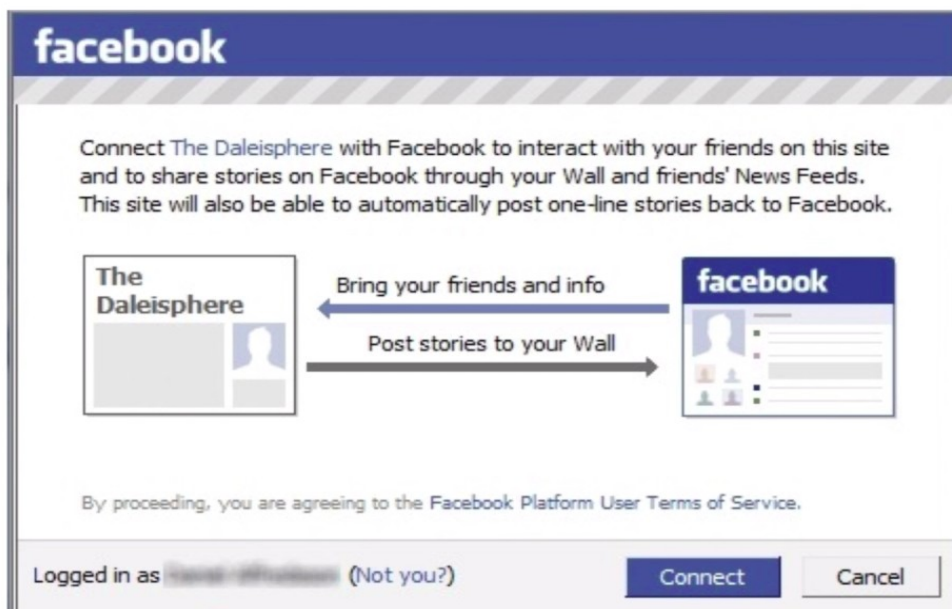 facebook
Connect The Daleisphere with Facebook to interact with your friends on this site
and to share stories on Facebook through your Wall and friends' News Feeds.
This site will also be able to automatically post one-line stories back to Facebook.
The
Daleisphere
Bring your friends and info
Post stories to your Wall
facebook
By proceeding, you are agreeing to the Facebook Platform User Terms of Service.
Logged in as (Not you?)
Connect
Cancel